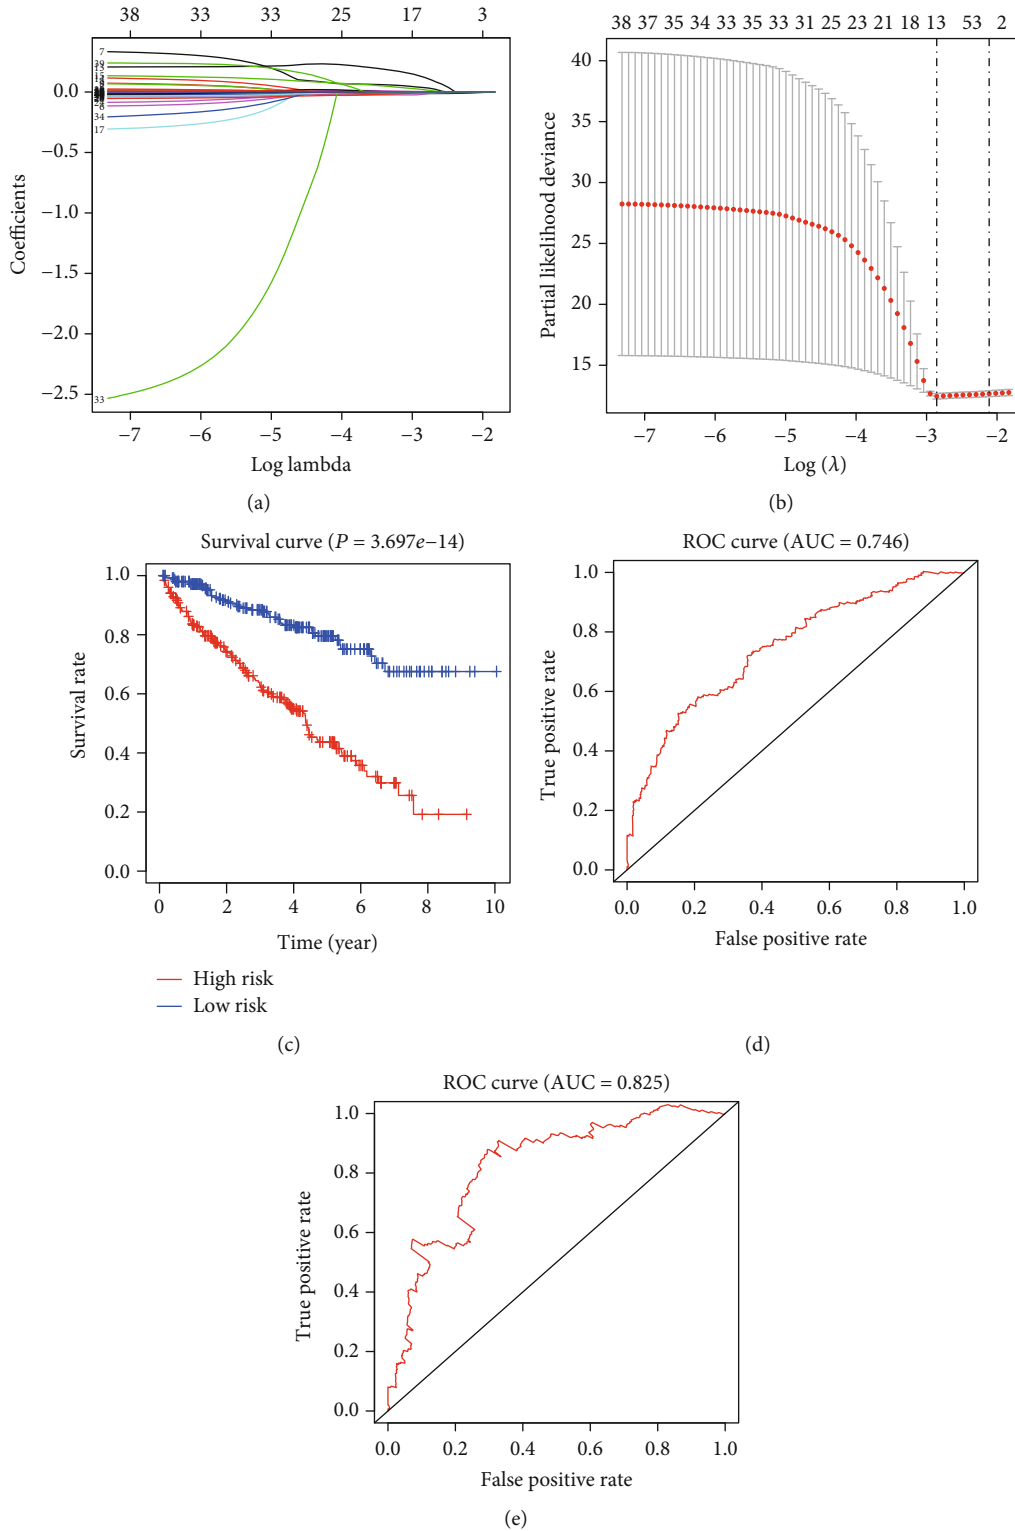 38 33 33 33 25 17 3
0.0
−0.5
−1.0
−1.5
−2.0
−2.5
Coefficients
7
13
15
34
17
33
−7 −6 −5 −4 −3 −2
Log lambda
(a)
38 37 35 34 33 35 33 31 25 23 21 18 13 53 2
40
35
30
25
20
15
Partial likelihood deviance
−7 −6 −5 −4 −3 −2
Log (λ)
(b)
Survival curve (P = 3.697e−14)
1.0
0.8
0.6
0.4
0.2
0.0
Survival rate
0 2 4 6 8 10
Time (year)
High risk
Low risk
(c)
ROC curve (AUC = 0.746)
1.0
0.8
0.6
0.4
0.2
0.0
True positive rate
0.0 0.2 0.4 0.6 0.8 1.0
False positive rate
(d)
ROC curve (AUC = 0.825)
1.0
0.8
0.6
0.4
0.2
0.0
True positive rate
0.0 0.2 0.4 0.6 0.8 1.0
False positive rate
(e)